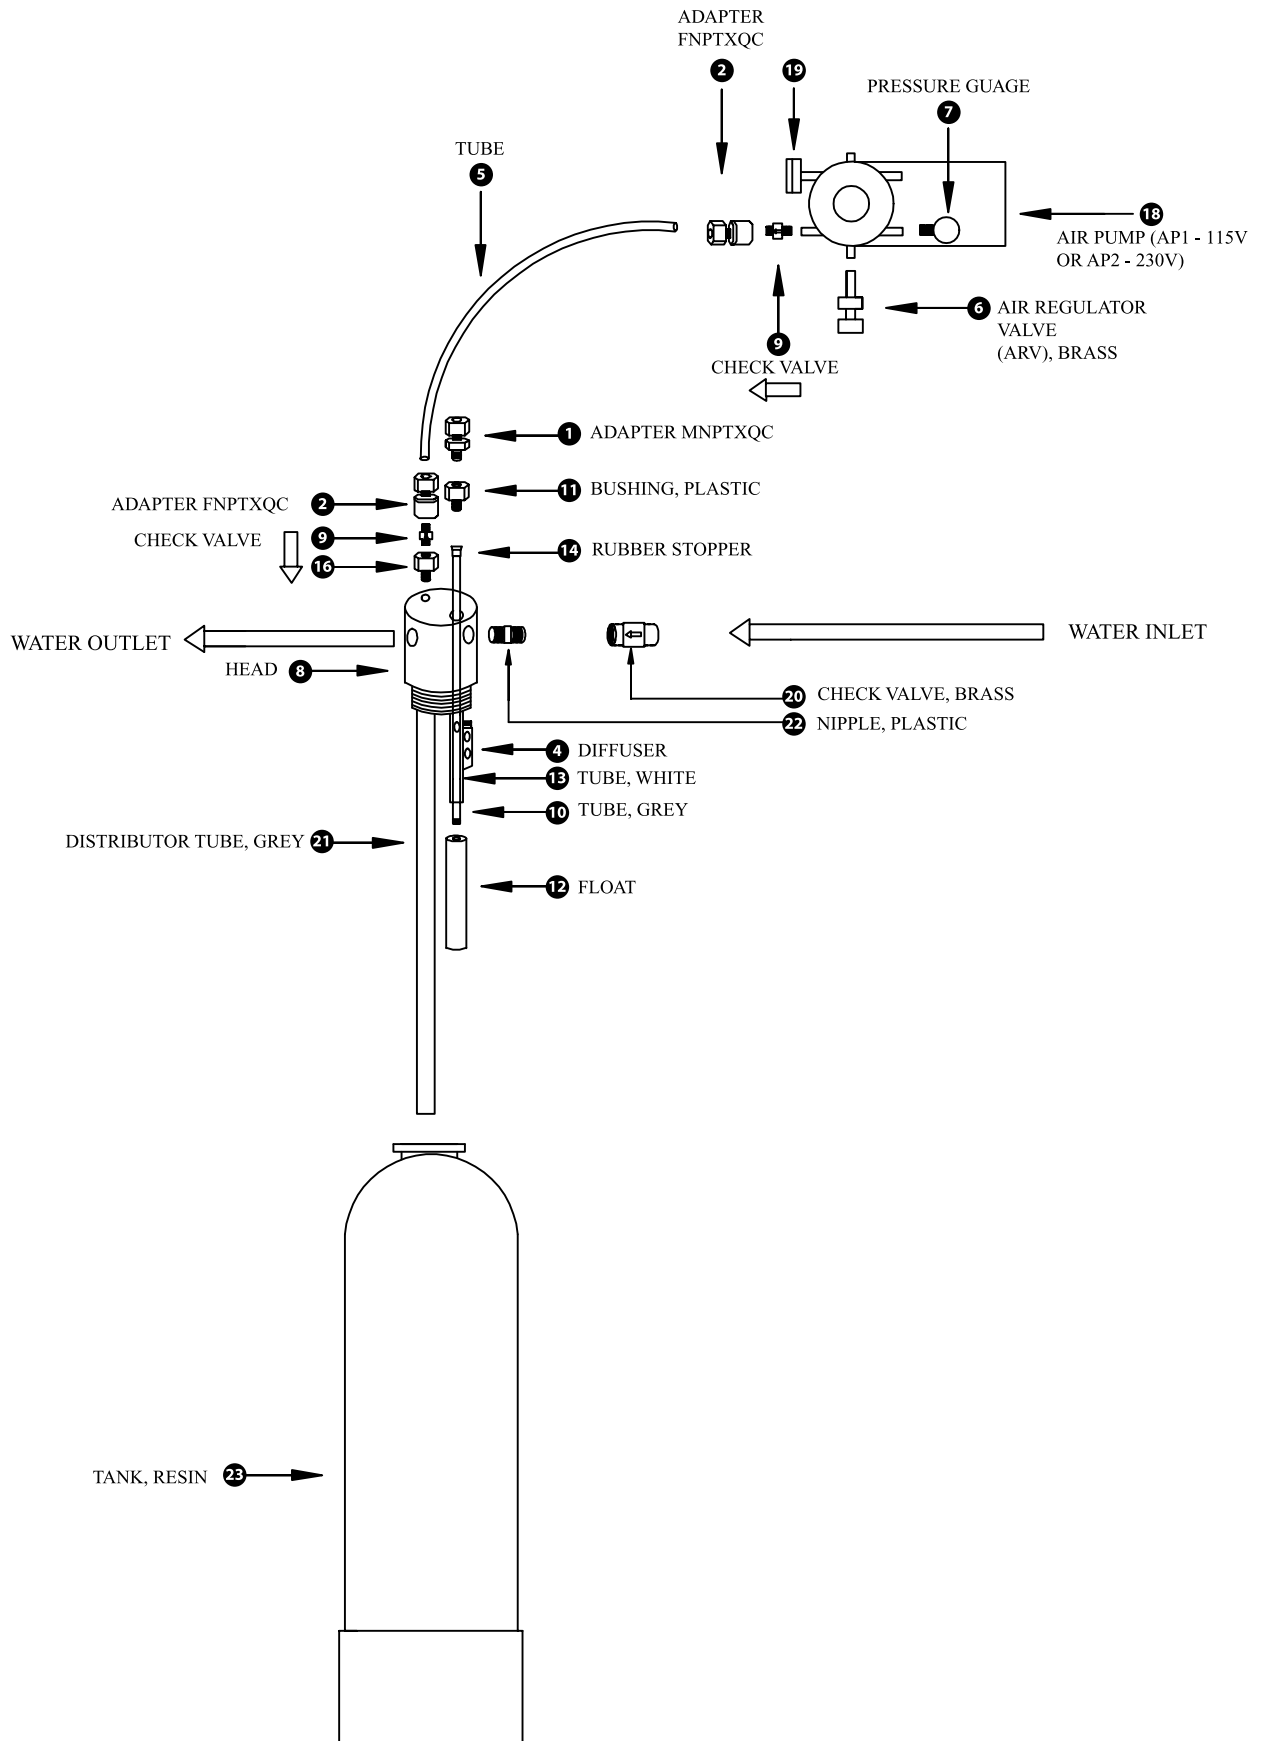 ADAPTER
FNPTXQC
2
19
PRESSURE GUAGE
7
TUBE
5
18
AIR PUMP (AP1 - 115V
OR AP2 - 230V)
6 AIR REGULATOR
VALVE
(ARV), BRASS
9
CHECK VALVE
1 ADAPTER MNPTXQC
11 BUSHING, PLASTIC
ADAPTER FNPTXQC 2
CHECK VALVE 9
14 RUBBER STOPPER
16
WATER OUTLET
WATER INLET
HEAD 8
20 CHECK VALVE, BRASS
22 NIPPLE, PLASTIC
4 DIFFUSER
13 TUBE, WHITE
10 TUBE, GREY
DISTRIBUTOR TUBE, GREY 21
12 FLOAT
TANK, RESIN 23